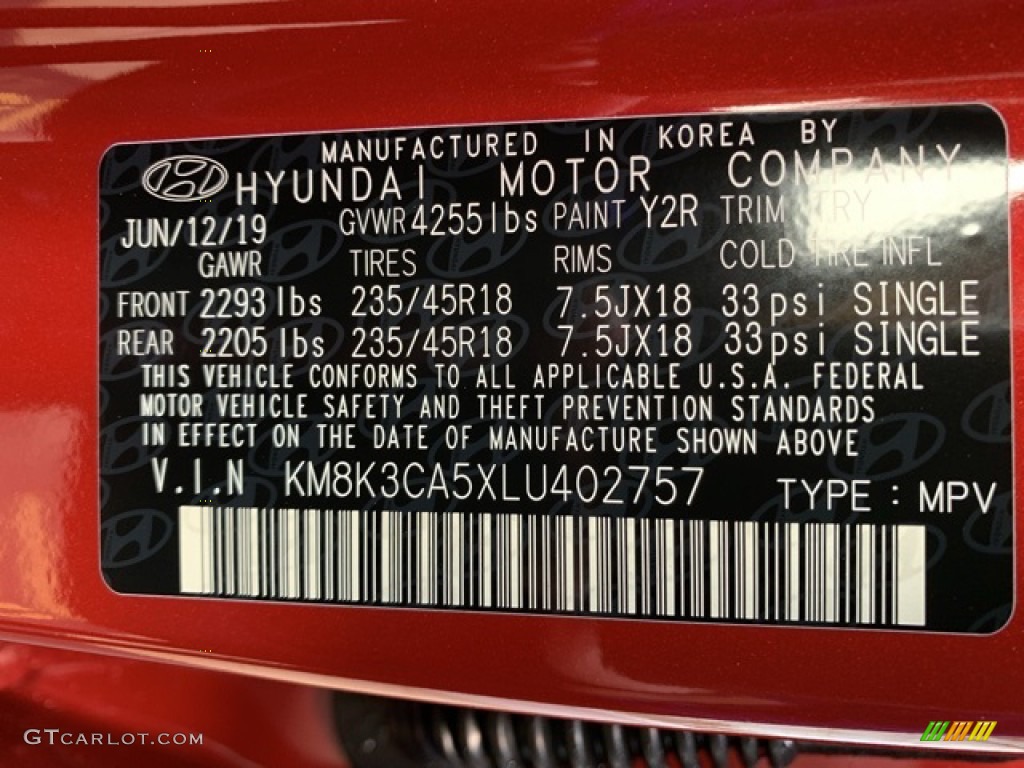 MANUFACTURED IN KOREA BY
HYUNDAI MOTOR COMPANY
JUN/12/19 GVWR 4255 lbs PAINT Y2R TRIM TRY
GAWR TIRES RIMS COLD TIRE INFL
FRONT 2293 lbs 235/45R18 7.5JX18 33 psi SINGLE
REAR 2205 lbs 235/45R18 7.5JX18 33 psi SINGLE
THIS VEHICLE CONFORMS TO ALL APPLICABLE U.S.A. FEDERAL
MOTOR VEHICLE SAFETY AND THEFT PREVENTION STANDARDS
IN EFFECT ON THE DATE OF MANUFACTURE SHOWN ABOVE
V.I.N KM8K3CA5XLU402757 TYPE : MPV
GTCARLOT.COM